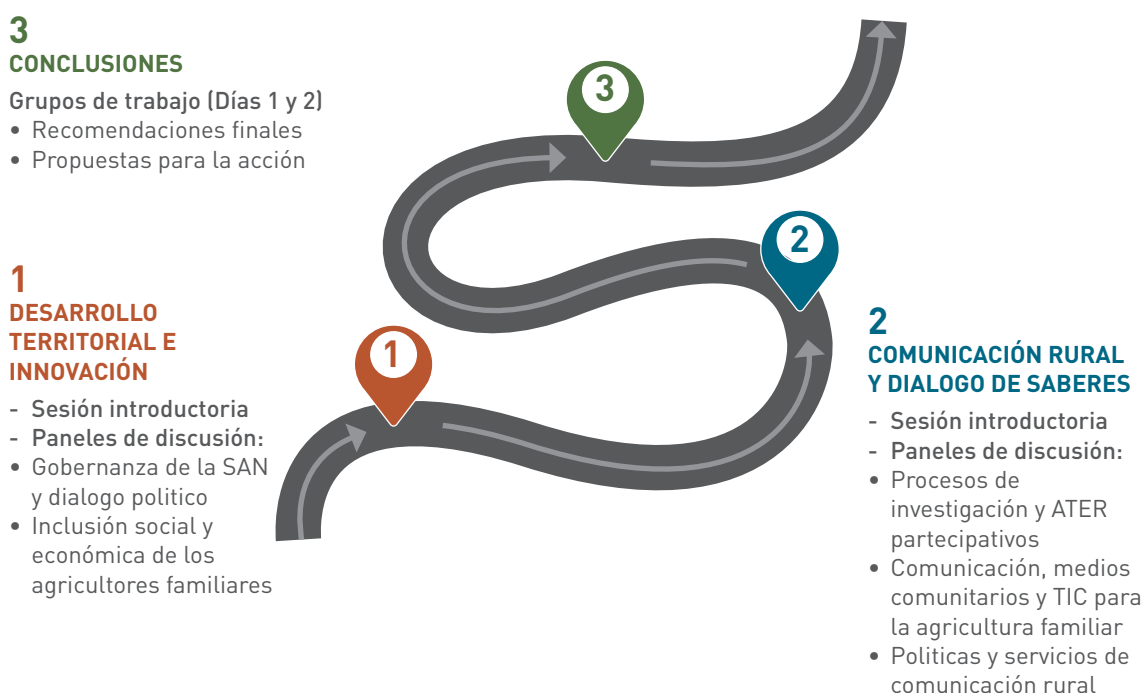 3
CONCLUSIONES
Grupos de trabajo (Días 1 y 2)
• Recomendaciones finales
• Propuestas para la acción
3
2
1
1
DESARROLLO
TERRITORIAL E
INNOVACIÓN
- Sesión introductoria
- Paneles de discusión:
• Gobernanza de la SAN
y dialogo politico
• Inclusión social y
económica de los
agricultores familiares
2
COMUNICACIÓN RURAL
Y DIALOGO DE SABERES
- Sesión introductoria
- Paneles de discusión:
• Procesos de
investigación y ATER
partecipativos
• Comunicación, medios
comunitarios y TIC para
la agricultura familiar
• Politicas y servicios de
comunicación rural